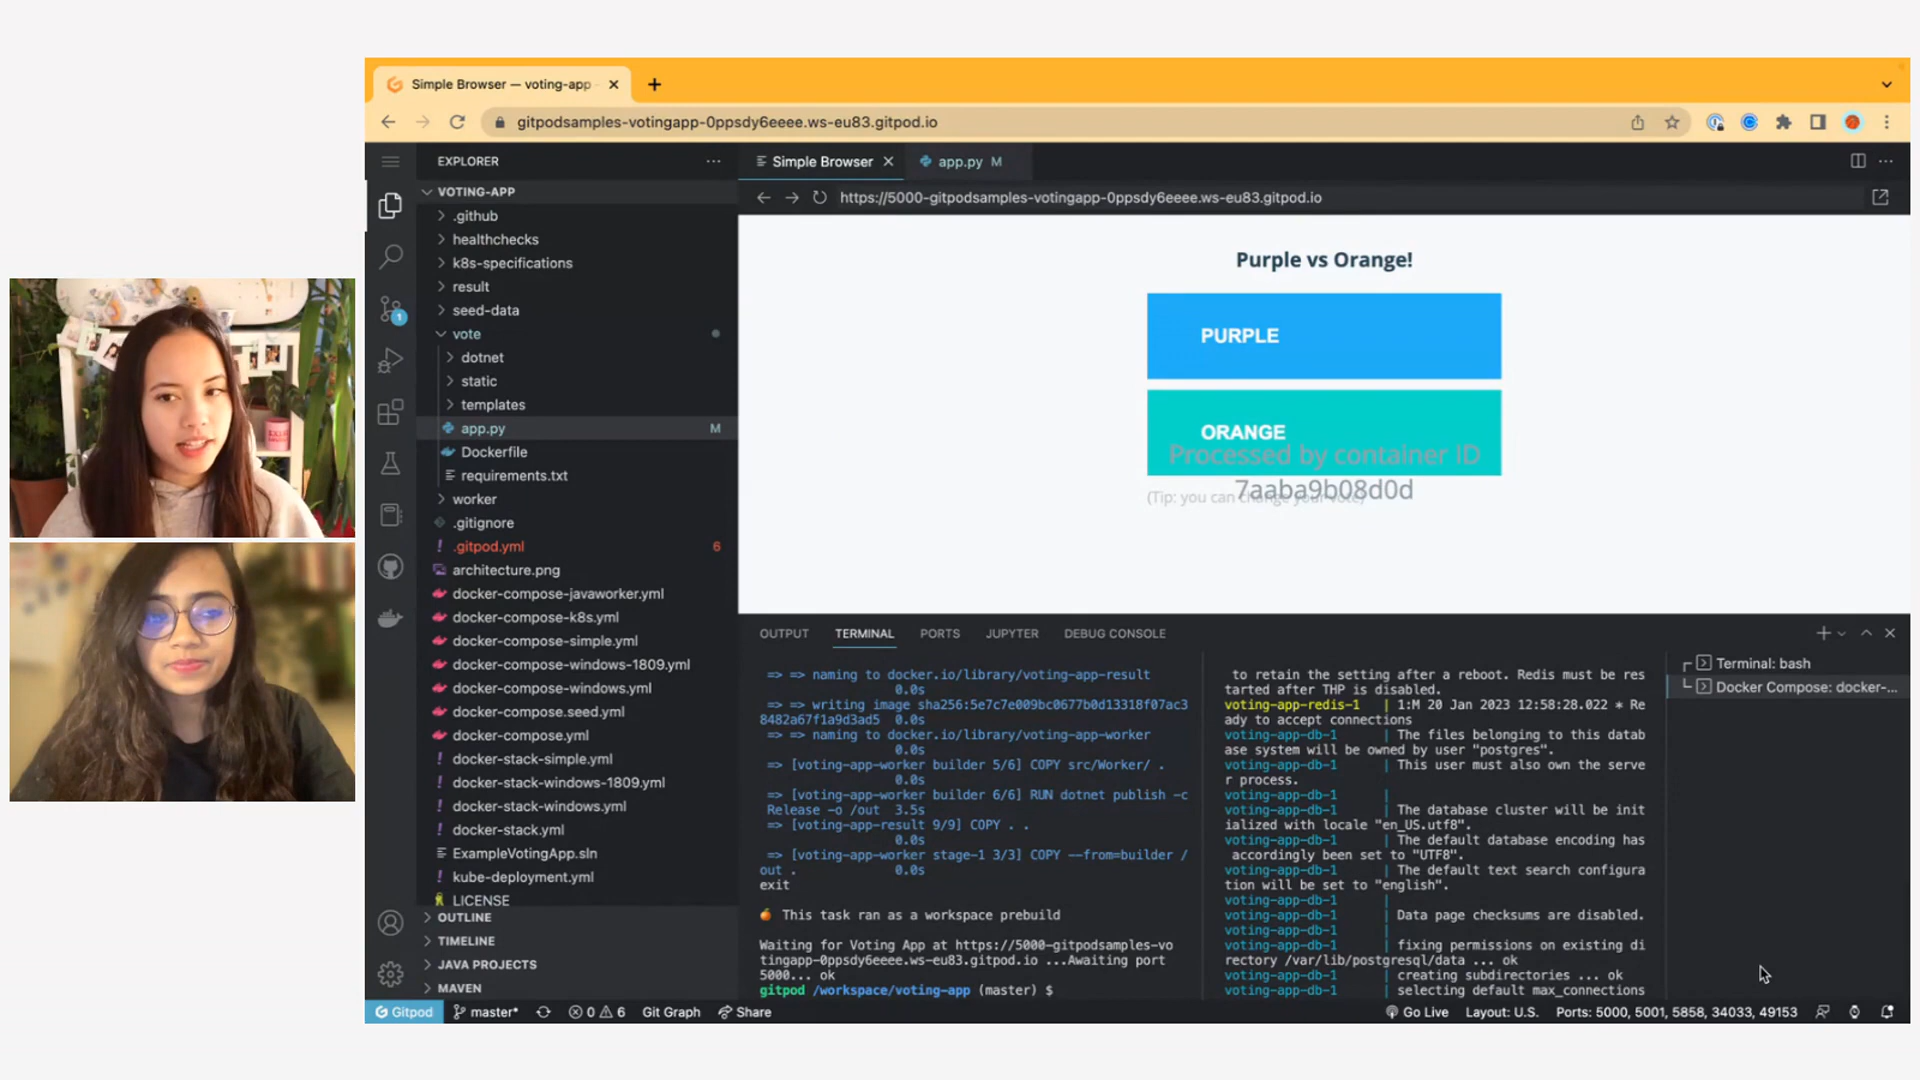 Simple Browser — voting-app
gitpodsamples-votingapp-0ppsdy6eeee.ws-eu83.gitpod.io
EXPLORER
Simple Browser
app.py M
VOTING-APP
https://5000-gitpodsamples-votingapp-0ppsdy6eeee.ws-eu83.gitpod.io
.github
healthchecks
k8s-specifications
result
seed-data
1
vote
dotnet
static
templates
app.py M
Dockerfile
requirements.txt
worker
.gitignore
.gitpod.yml 6
architecture.png
docker-compose-javaworker.yml
docker-compose-k8s.yml
docker-compose-simple.yml
docker-compose-windows-1809.yml
docker-compose-windows.yml
docker-compose.seed.yml
docker-compose.yml
docker-stack-simple.yml
docker-stack-windows-1809.yml
docker-stack-windows.yml
docker-stack.yml
ExampleVotingApp.sln
kube-deployment.yml
LICENSE
OUTLINE
TIMELINE
JAVA PROJECTS
MAVEN
Purple vs Orange!
PURPLE
ORANGE
Processed by container ID
7aaba9b08d0d
(Tip: you can change your vote)
OUTPUT TERMINAL PORTS JUPYTER DEBUG CONSOLE
=> => naming to docker.io/library/voting-app-result
0.0s
=> => writing image sha256:5e7c7e009bc0677b0d13318f07ac3
8482a67f1a9d3ad5 0.0s
=> => naming to docker.io/library/voting-app-worker
0.0s
=> [voting-app-worker builder 5/6] COPY src/Worker/ .
0.0s
=> [voting-app-worker builder 6/6] RUN dotnet publish -c
Release -o /out 3.5s
=> [voting-app-result 9/9] COPY . .
0.0s
=> [voting-app-worker stage-1 3/3] COPY --from=builder /
out . 0.0s
exit
This task ran as a workspace prebuild
Waiting for Voting App at https://5000-gitpodsamples-vo
tingapp-0ppsdy6eeee.ws-eu83.gitpod.io ...Awaiting port
5000... ok
gitpod /workspace/voting-app (master) $
to retain the setting after a reboot. Redis must be res
tarted after THP is disabled.
voting-app-redis-1 | 1:M 20 Jan 2023 12:58:28.022 * Re
ady to accept connections
voting-app-db-1 | The files belonging to this datab
ase system will be owned by user "postgres".
voting-app-db-1 | This user must also own the serve
r process.
voting-app-db-1 |
voting-app-db-1 | The database cluster will be init
ialized with locale "en_US.utf8".
voting-app-db-1 | The default database encoding has
accordingly been set to "UTF8".
voting-app-db-1 | The default text search configura
tion will be set to "english".
voting-app-db-1 |
voting-app-db-1 | Data page checksums are disabled.
voting-app-db-1 |
voting-app-db-1 | fixing permissions on existing di
rectory /var/lib/postgresql/data ... ok
voting-app-db-1 | creating subdirectories ... ok
voting-app-db-1 | selecting default max_connections
Terminal: bash
Docker Compose: docker-...
Gitpod master* 0 6 Git Graph Share
Go Live Layout: U.S. Ports: 5000, 5001, 5858, 34033, 49153